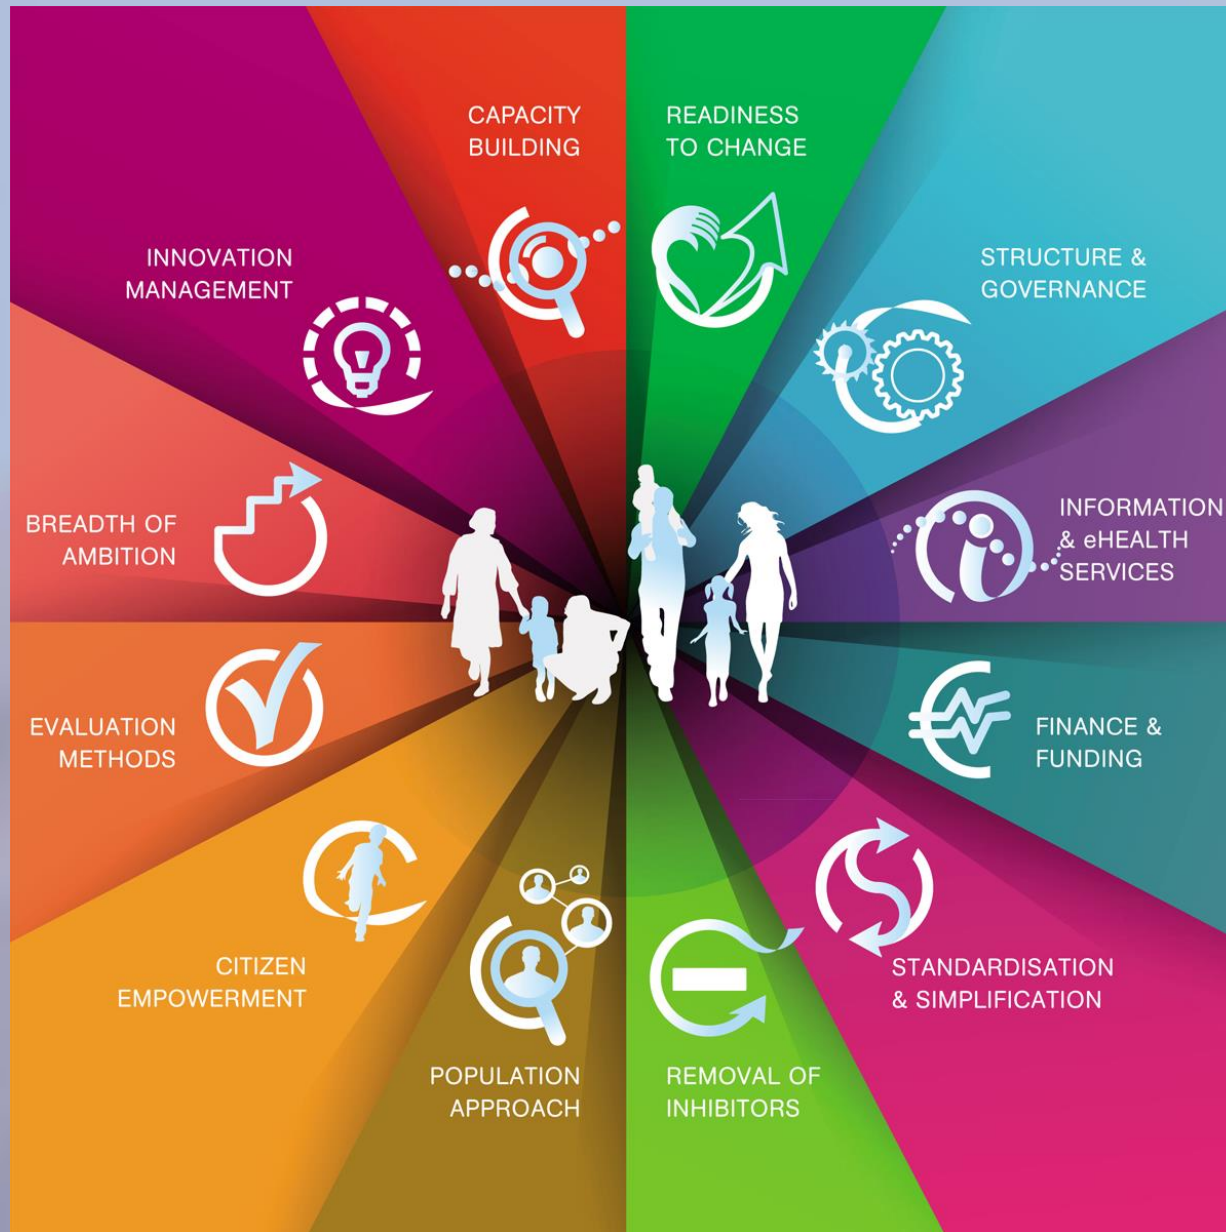 CAPACITY
BUILDING
READINESS
TO CHANGE
INNOVATION
MANAGEMENT
STRUCTURE &
GOVERNANCE
BREADTH OF
AMBITION
INFORMATION
& eHEALTH
SERVICES
EVALUATION
METHODS
FINANCE &
FUNDING
CITIZEN
EMPOWERMENT
STANDARDISATION
& SIMPLIFICATION
POPULATION
APPROACH
REMOVAL OF
INHIBITORS